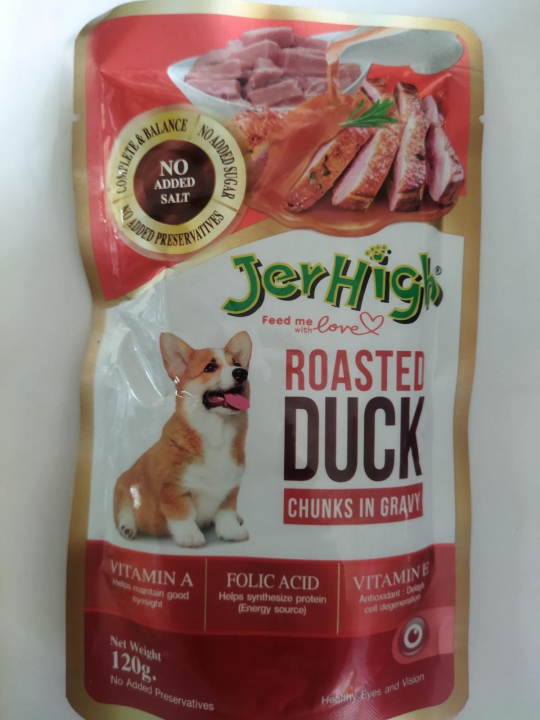 COMPLETE & BALANCE
NO ADDED SUGAR
NO ADDED PRESERVATIVES
NO
ADDED
SALT
JerHigh®
Feed me
with love
ROASTED
DUCK
CHUNKS IN GRAVY
VITAMIN A
Helps maintain good
eyesight
FOLIC ACID
Helps synthesize protein
(Energy source)
VITAMIN E
Antioxidant : Delays
cell degeneration
Net Weight
120g.
No Added Preservatives
Healthy Eyes and Vision